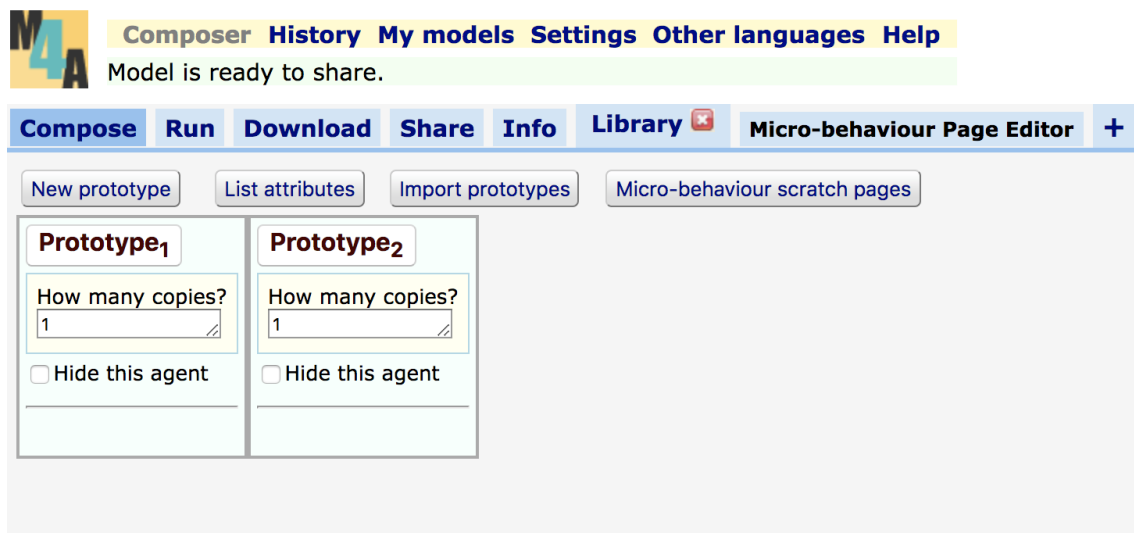 M4A
Composer History My models Settings Other languages Help
Model is ready to share.
Compose Run Download Share Info Library Micro-behaviour Page Editor +
New prototype List attributes Import prototypes Micro-behaviour scratch pages
Prototype1 Prototype2
How many copies? How many copies?
1 1
Hide this agent Hide this agent